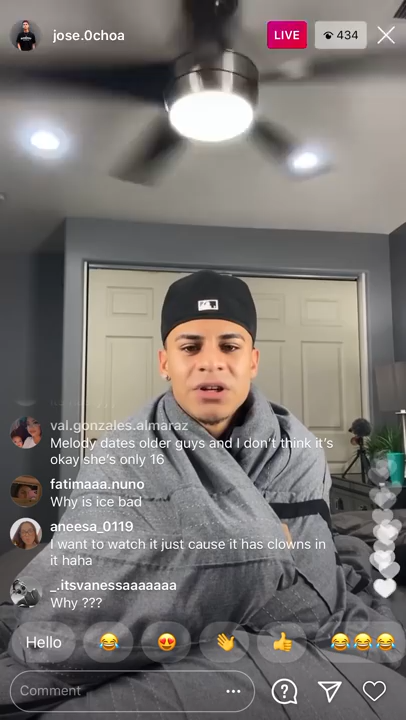 jose.0choa
LIVE
434
val.gonzales.almaraz
Melody dates older guys and I don't think it's
okay she's only 16
fatimaaa.nuno
Why is ice bad
aneesa_0119
I want to watch it just cause it has clowns in
it haha
_.itsvanessaaaaaaa
Why ???
Hello 😂 😍 👋 👍 😂😂😂
Comment